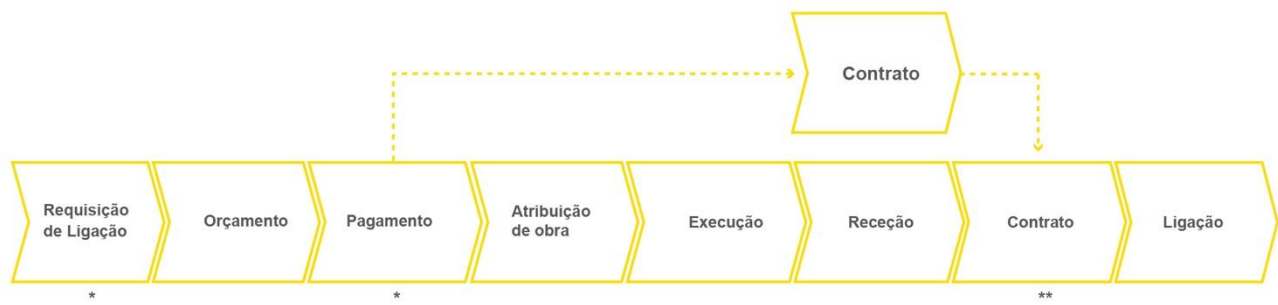 Contrato
Requisição
de Ligação
Orçamento
Pagamento
Atribuição
de obra
Execução
Receção
Contrato
Ligação
*
*
**